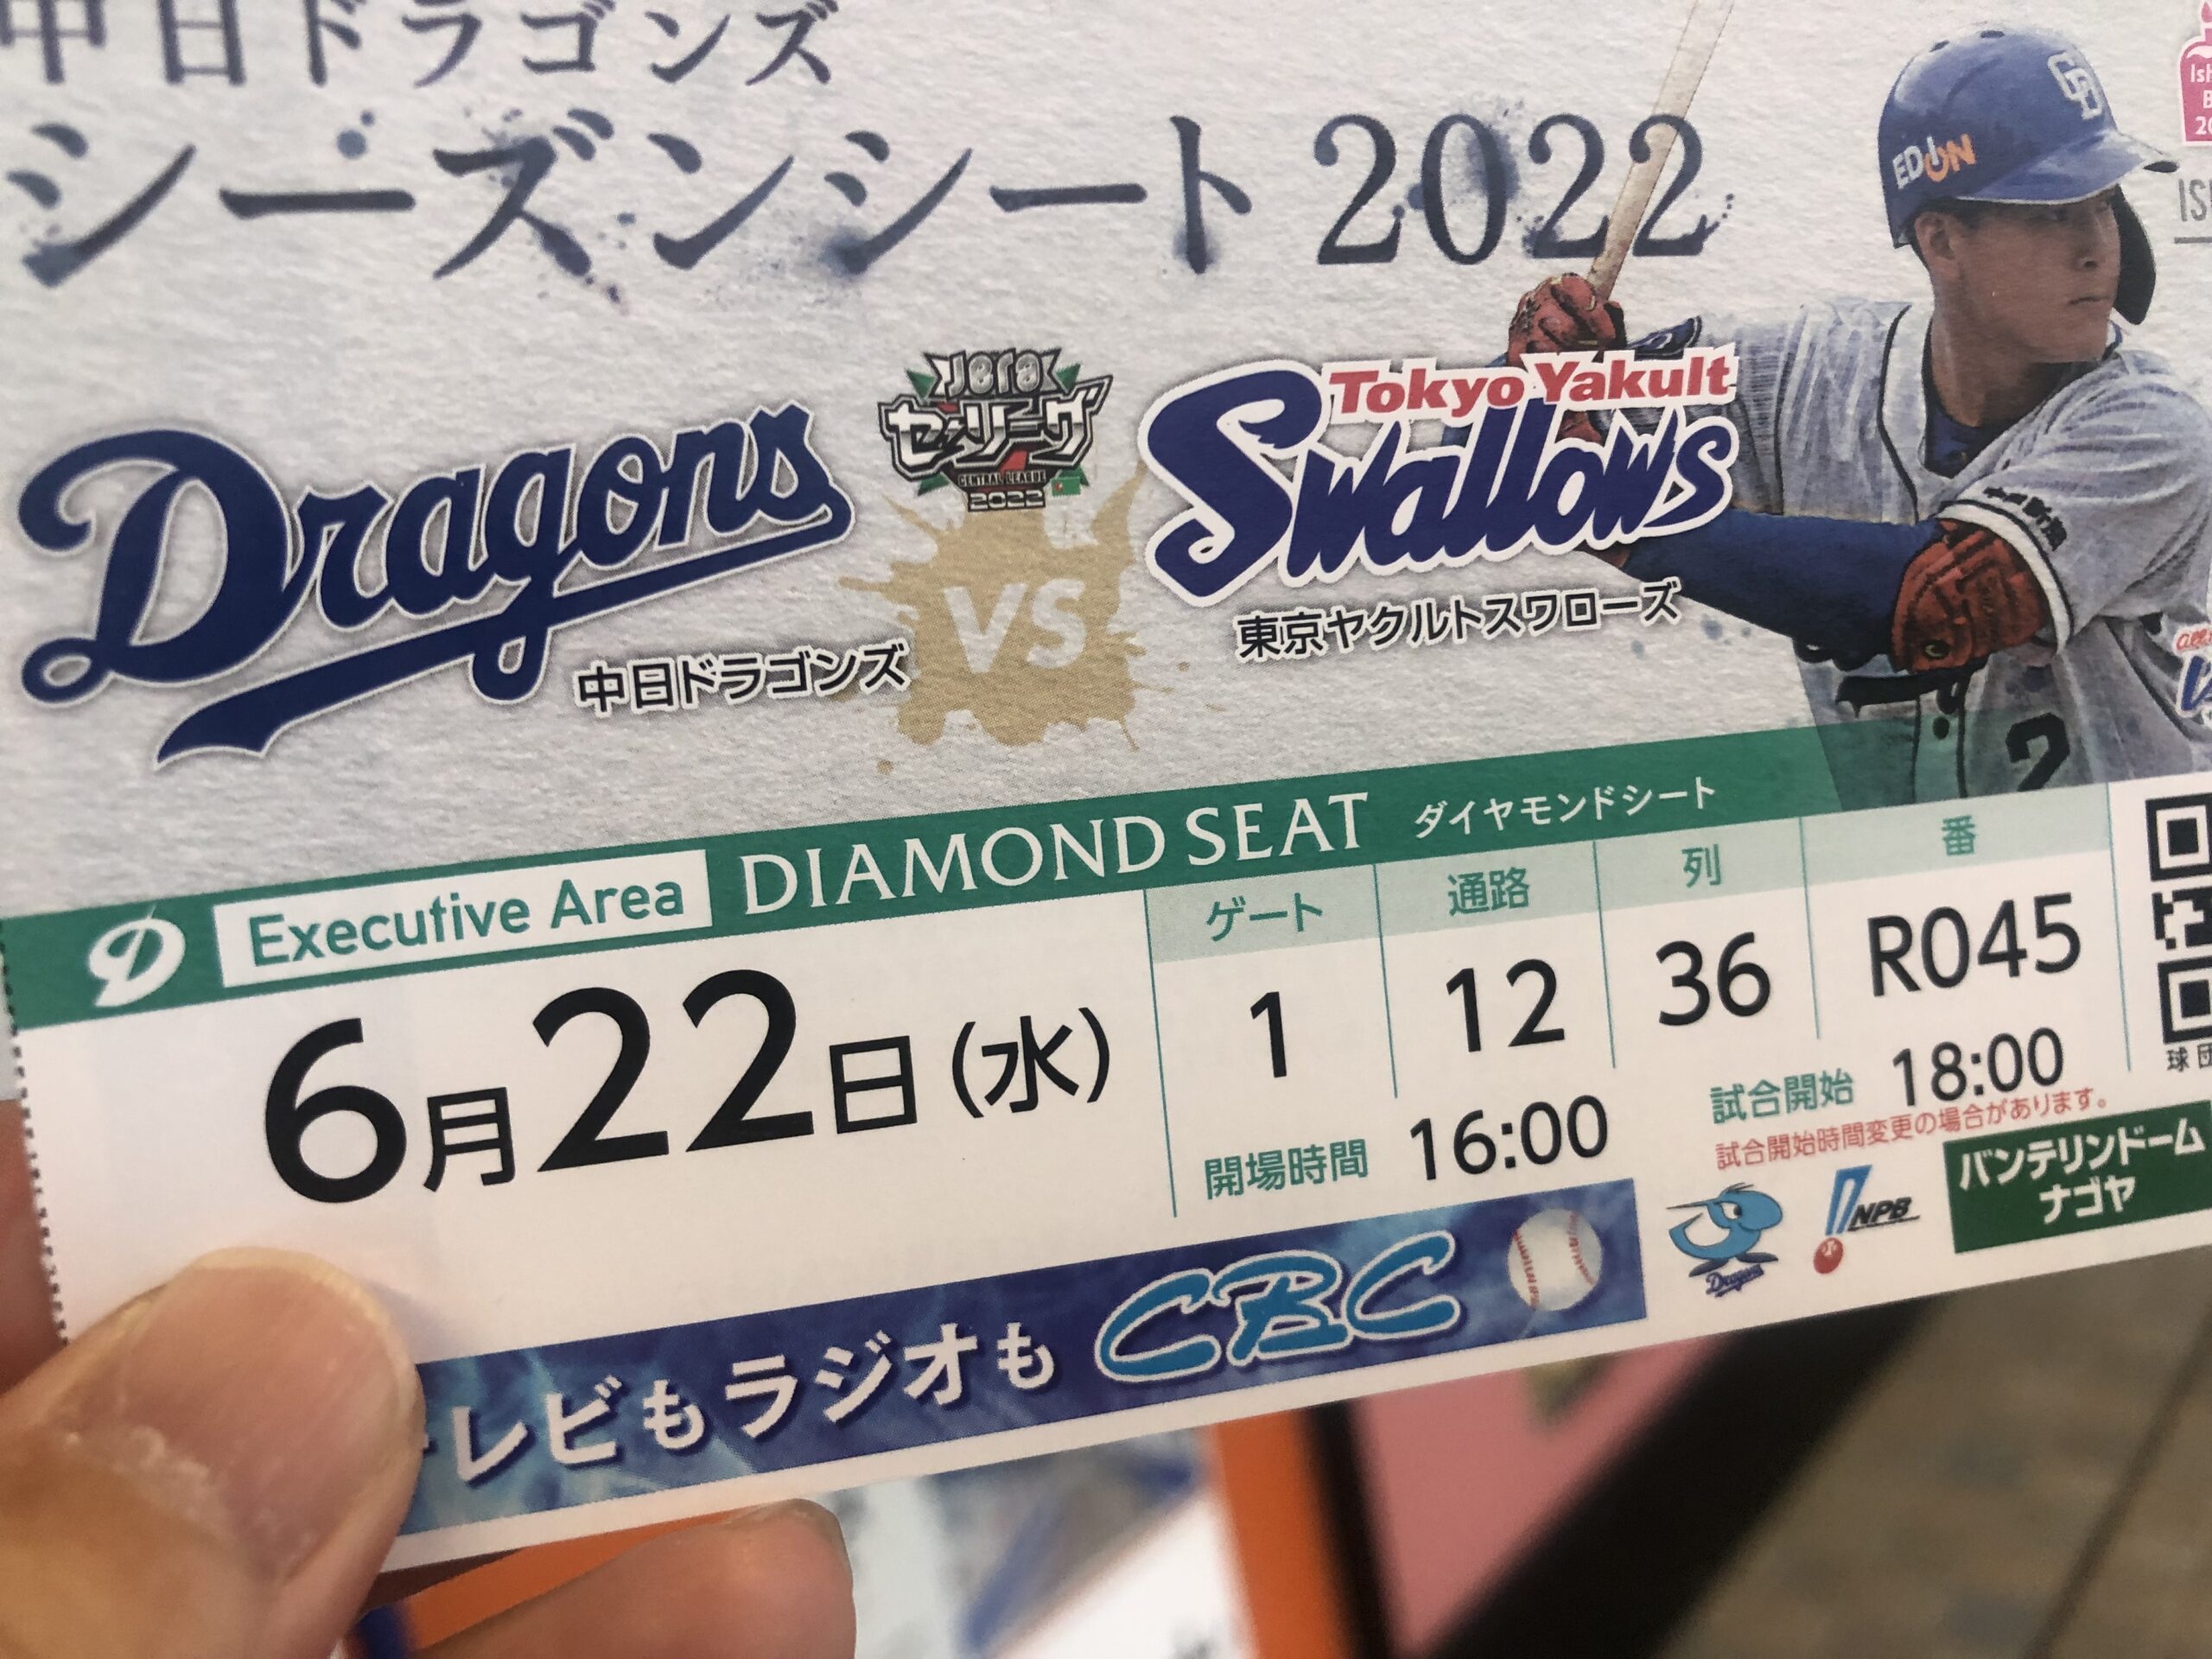 中日ドラゴンズ
シーズンシート 2022
EDION
Jera
セ・リーグ
CENTRAL LEAGUE
2022
Dragons
VS
Tokyo Yakult
Swallows
中日ドラゴンズ
東京ヤクルトスワローズ
2
Executive Area DIAMOND SEAT ダイヤモンドシート
6月22日(水)
ゲート 通路 列 番
1 12 36 R045
開場時間 16:00 試合開始 18:00
試合開始時間変更の場合があります。
レビもラジオも CBC
Dragons
NPB
バンテリンドーム
ナゴヤ